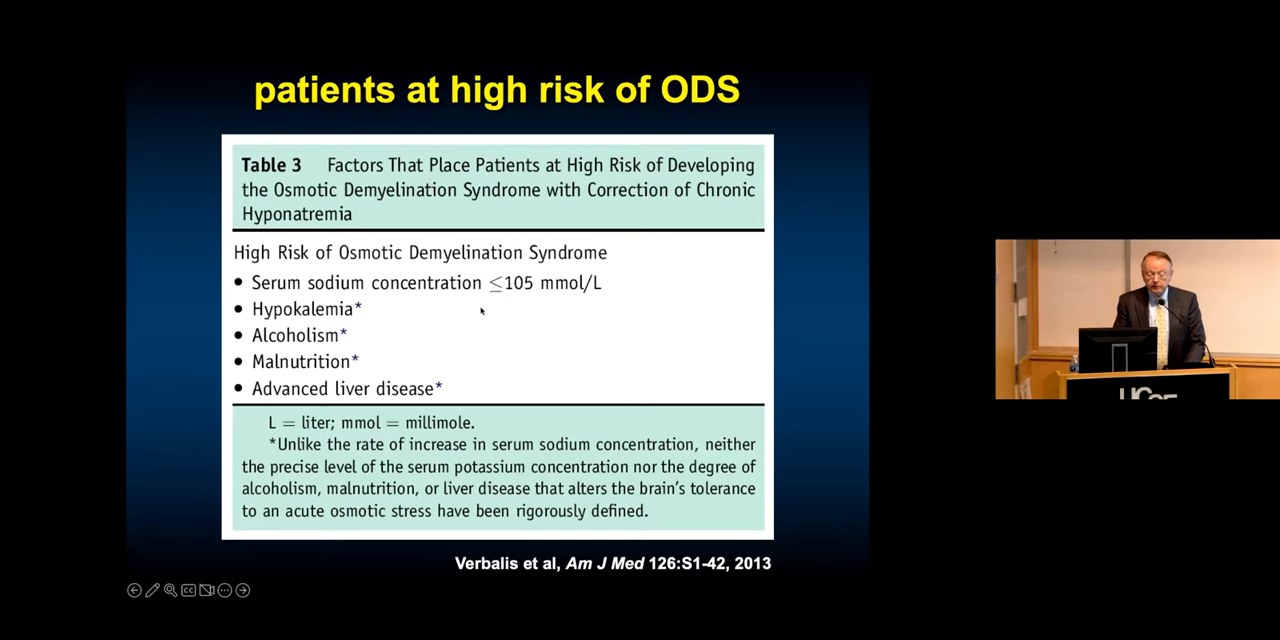 patients at high risk of ODS
Table 3 Factors That Place Patients at High Risk of Developing
the Osmotic Demyelination Syndrome with Correction of Chronic
Hyponatremia
High Risk of Osmotic Demyelination Syndrome
• Serum sodium concentration ≤105 mmol/L
• Hypokalemia*
• Alcoholism*
• Malnutrition*
• Advanced liver disease*
L = liter; mmol = millimole.
*Unlike the rate of increase in serum sodium concentration, neither
the precise level of the serum potassium concentration nor the degree of
alcoholism, malnutrition, or liver disease that alters the brain's tolerance
to an acute osmotic stress have been rigorously defined.
Verbalis et al, Am J Med 126:S1-42, 2013
CC